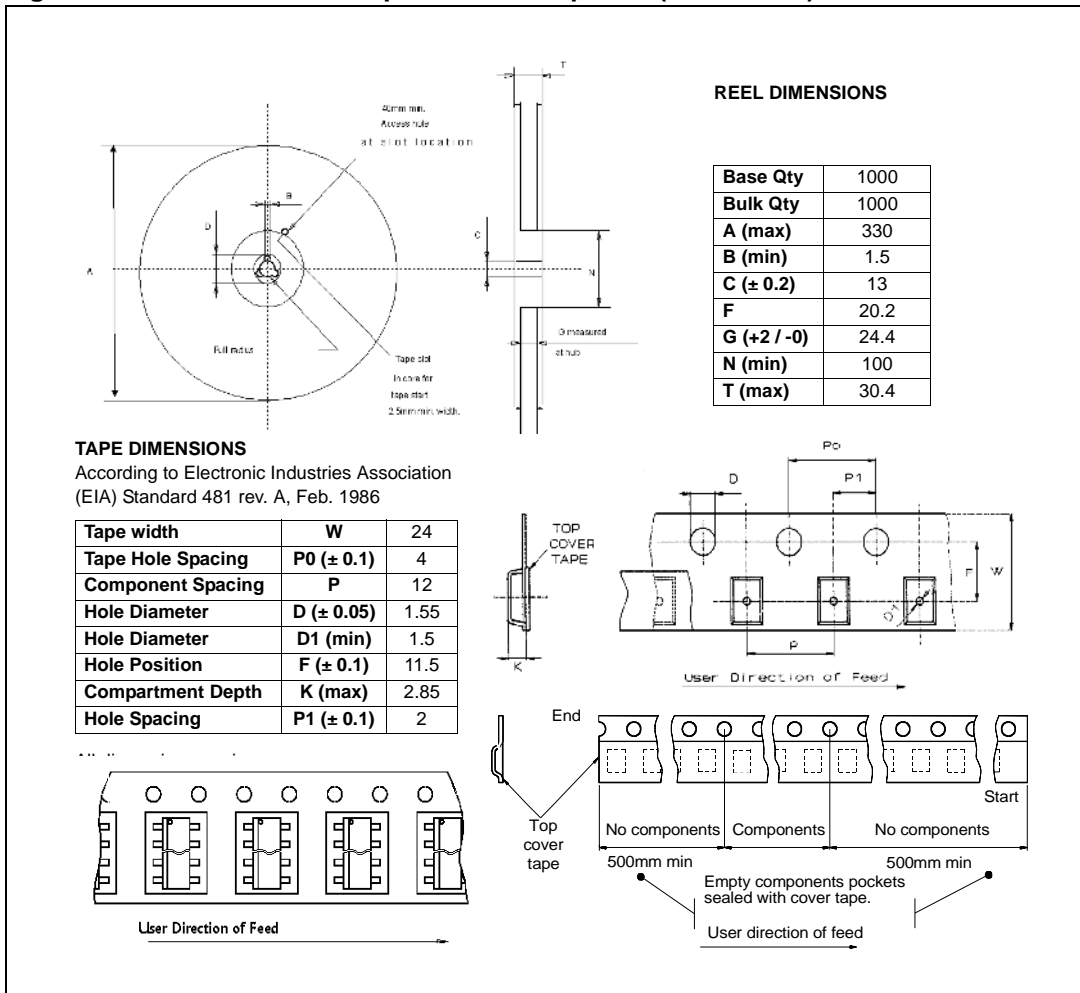 T
REEL DIMENSIONS
40mm min.
Access hole
at slot location
B
D
C
A
N
G measured
at hub
Full radius
Tape slot
in core for
tape start
2.5mm min. width.
Base Qty 1000
Bulk Qty 1000
A (max) 330
B (min) 1.5
C (± 0.2) 13
F 20.2
G (+2 / -0) 24.4
N (min) 100
T (max) 30.4
TAPE DIMENSIONS
According to Electronic Industries Association
(EIA) Standard 481 rev. A, Feb. 1986
Tape width W 24
Tape Hole Spacing P0 (± 0.1) 4
Component Spacing P 12
Hole Diameter D (± 0.05) 1.55
Hole Diameter D1 (min) 1.5
Hole Position F (± 0.1) 11.5
Compartment Depth K (max) 2.85
Hole Spacing P1 (± 0.1) 2
Po
D
P1
TOP
COVER
TAPE
F
W
D1
K
P
User Direction of Feed
End
Start
Top
cover
tape
No components
Components
No components
500mm min
500mm min
Empty components pockets
sealed with cover tape.
User direction of feed
User Direction of Feed